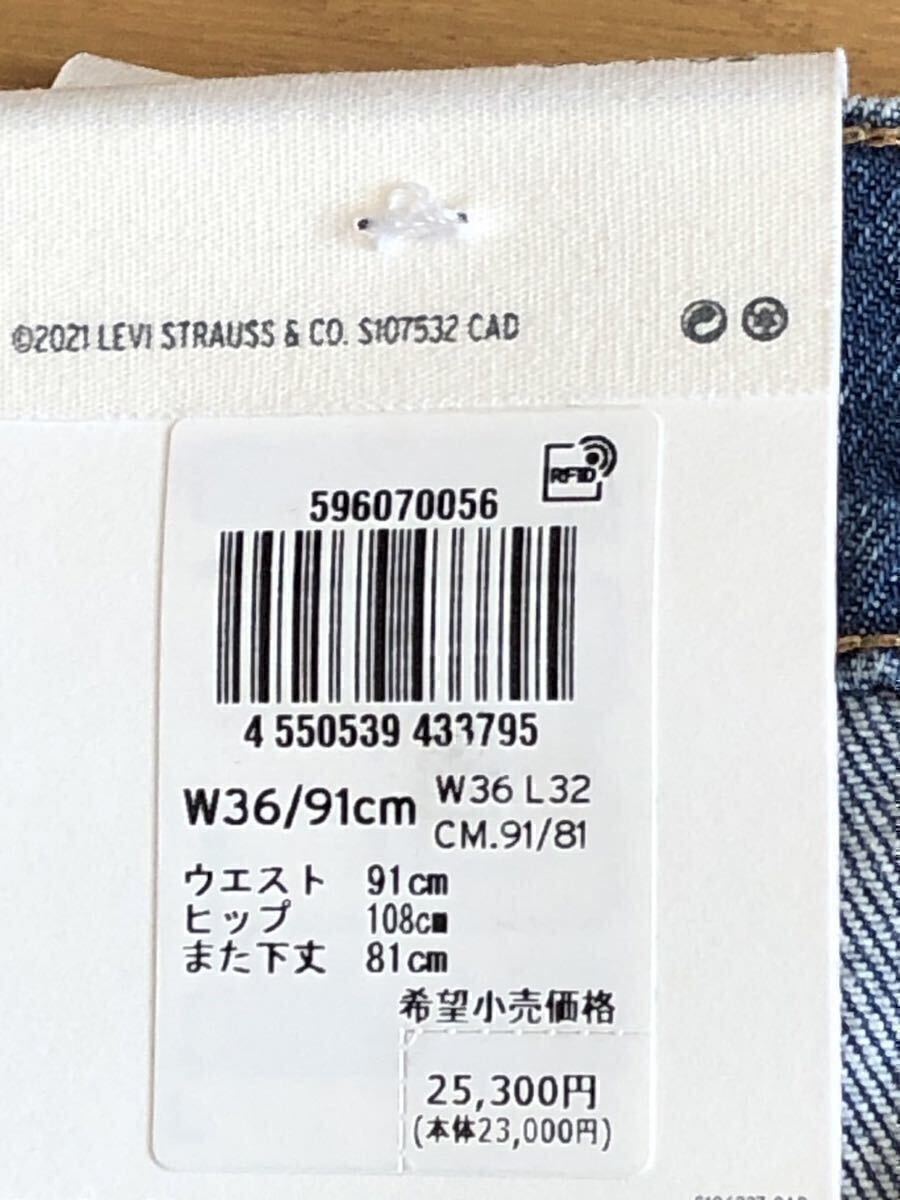 ©2021 LEVI STRAUSS & CO. S107532 CAD
RFID
596070056
4 550539 433795
W36/91cm
W36 L32
CM.91/81
ウエスト 91cm
ヒップ 108cm
また下丈 81cm
希望小売価格
25,300円
(本体23,000円)